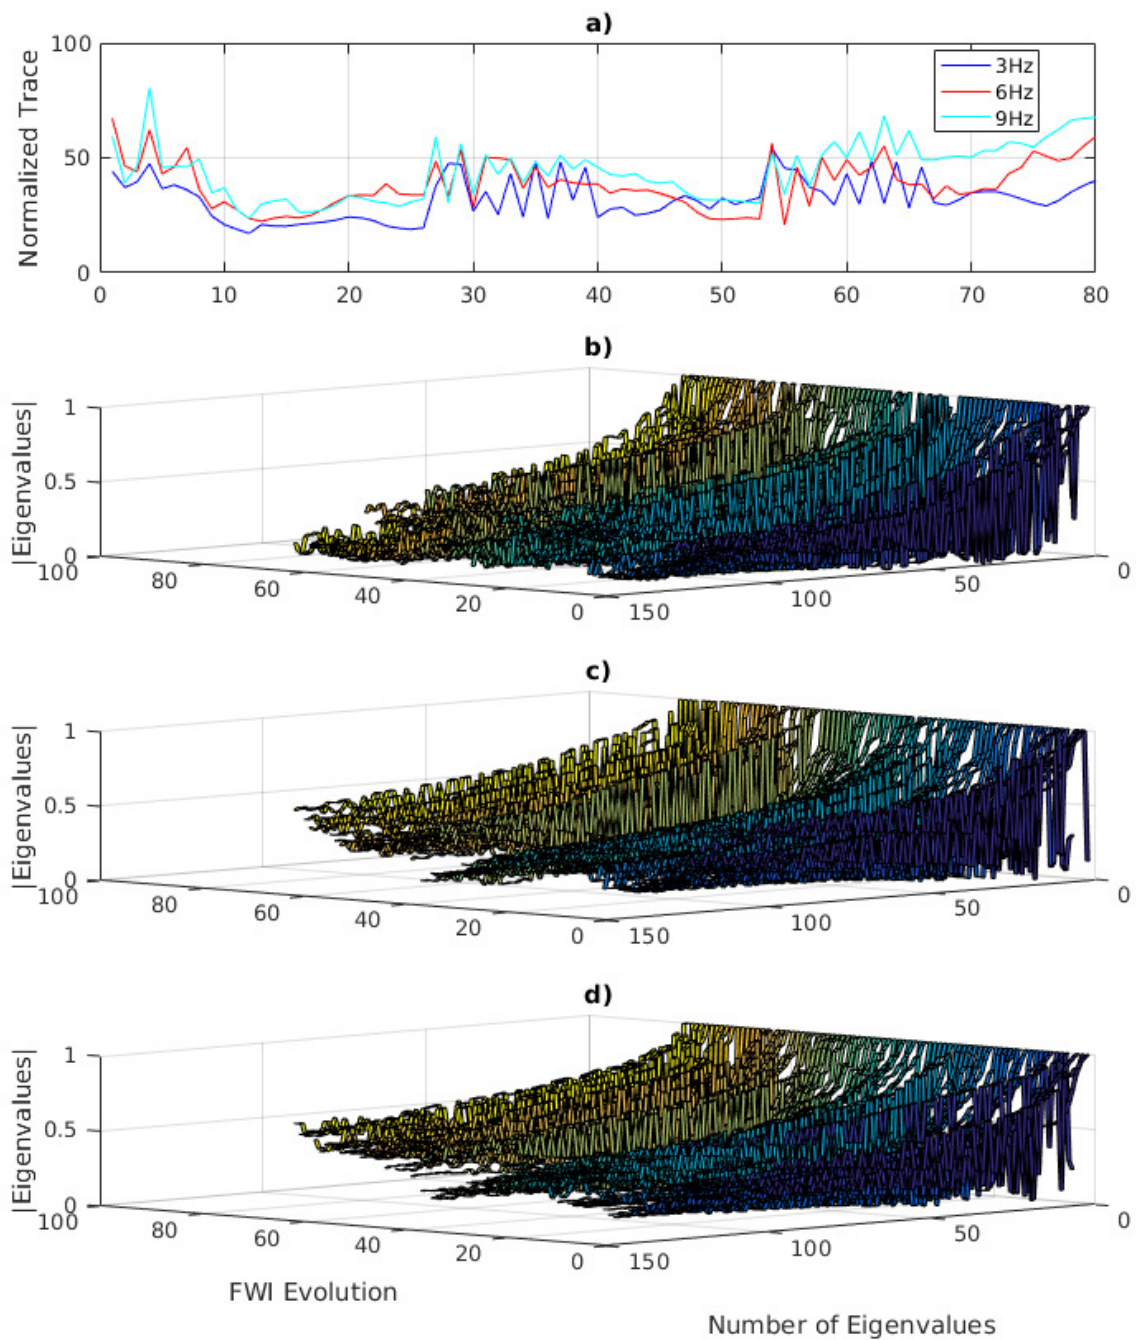 a)
Normalized Trace
100
50
0
3Hz
6Hz
9Hz
0 10 20 30 40 50 60 70 80
b)
|Eigenvalues|
1
0.5
0
100 80 60 40 20 0
150 100 50 0
c)
|Eigenvalues|
1
0.5
0
100 80 60 40 20 0
150 100 50 0
d)
|Eigenvalues|
1
0.5
0
100 80 60 40 20 0
150 100 50 0
FWI Evolution
Number of Eigenvalues